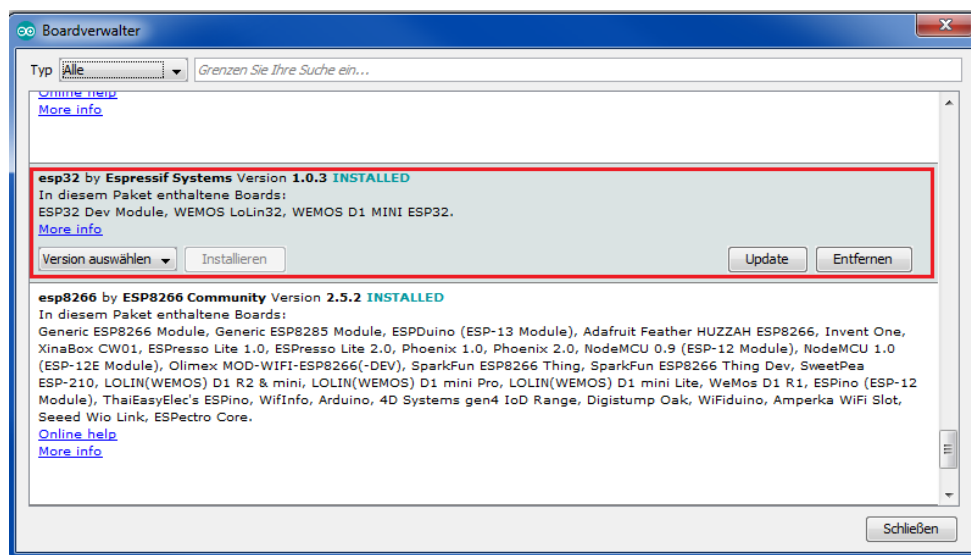 Boardverwalter
Typ Alle Grenzen Sie Ihre Suche ein...
Online help
More info
esp32 by Espressif Systems Version 1.0.3 INSTALLED
In diesem Paket enthaltene Boards:
ESP32 Dev Module, WEMOS LoLin32, WEMOS D1 MINI ESP32.
More info
Version auswählen Installieren Update Entfernen
esp8266 by ESP8266 Community Version 2.5.2 INSTALLED
In diesem Paket enthaltene Boards:
Generic ESP8266 Module, Generic ESP8285 Module, ESPDuino (ESP-13 Module), Adafruit Feather HUZZAH ESP8266, Invent One,
XinaBox CW01, ESPresso Lite 1.0, ESPresso Lite 2.0, Phoenix 1.0, Phoenix 2.0, NodeMCU 0.9 (ESP-12 Module), NodeMCU 1.0
(ESP-12E Module), Olimex MOD-WIFI-ESP8266(-DEV), SparkFun ESP8266 Thing, SparkFun ESP8266 Thing Dev, SweetPea
ESP-210, LOLIN(WEMOS) D1 R2 & mini, LOLIN(WEMOS) D1 mini Pro, LOLIN(WEMOS) D1 mini Lite, WeMos D1 R1, ESPino (ESP-12
Module), ThaiEasyElec's ESPino, WifInfo, Arduino, 4D Systems gen4 IoD Range, Digistump Oak, WiFiduino, Amperka WiFi Slot,
Seeed Wio Link, ESPectro Core.
Online help
More info
Schließen